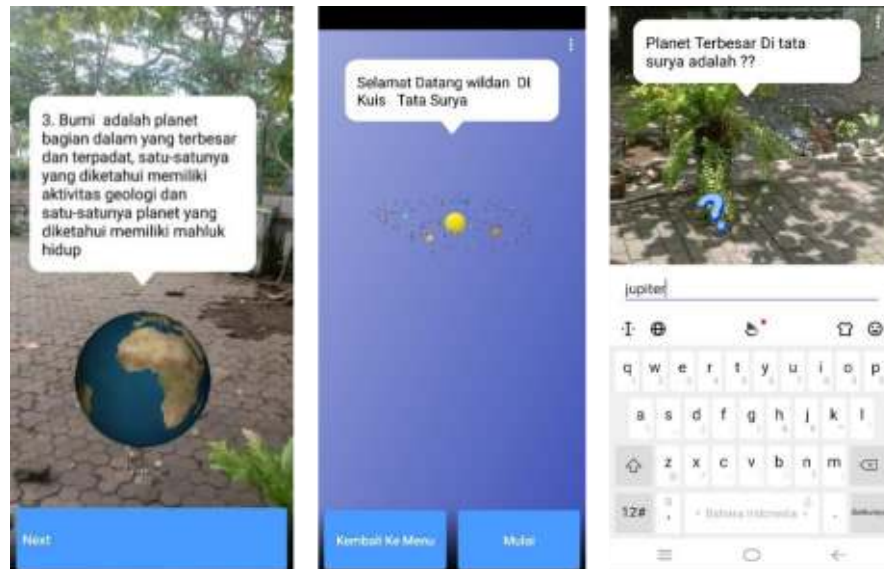 3. Bumi adalah planet
bagian dalam yang terbesar
dan terpadat, satu-satunya
yang diketahui memiliki
aktivitas geologi dan
satu-satunya planet yang
diketahui memiliki mahluk
hidup
Next
Selamat Datang wildan DI
Kuis Tata Surya
Kembali Ke Menu
Mulai
Planet Terbesar Di tata
surya adalah ??
?
jupiter
q w e r t y u i o p
a s d f g h j k l
z x c v b n m
12# , Bahasa Indonesia .